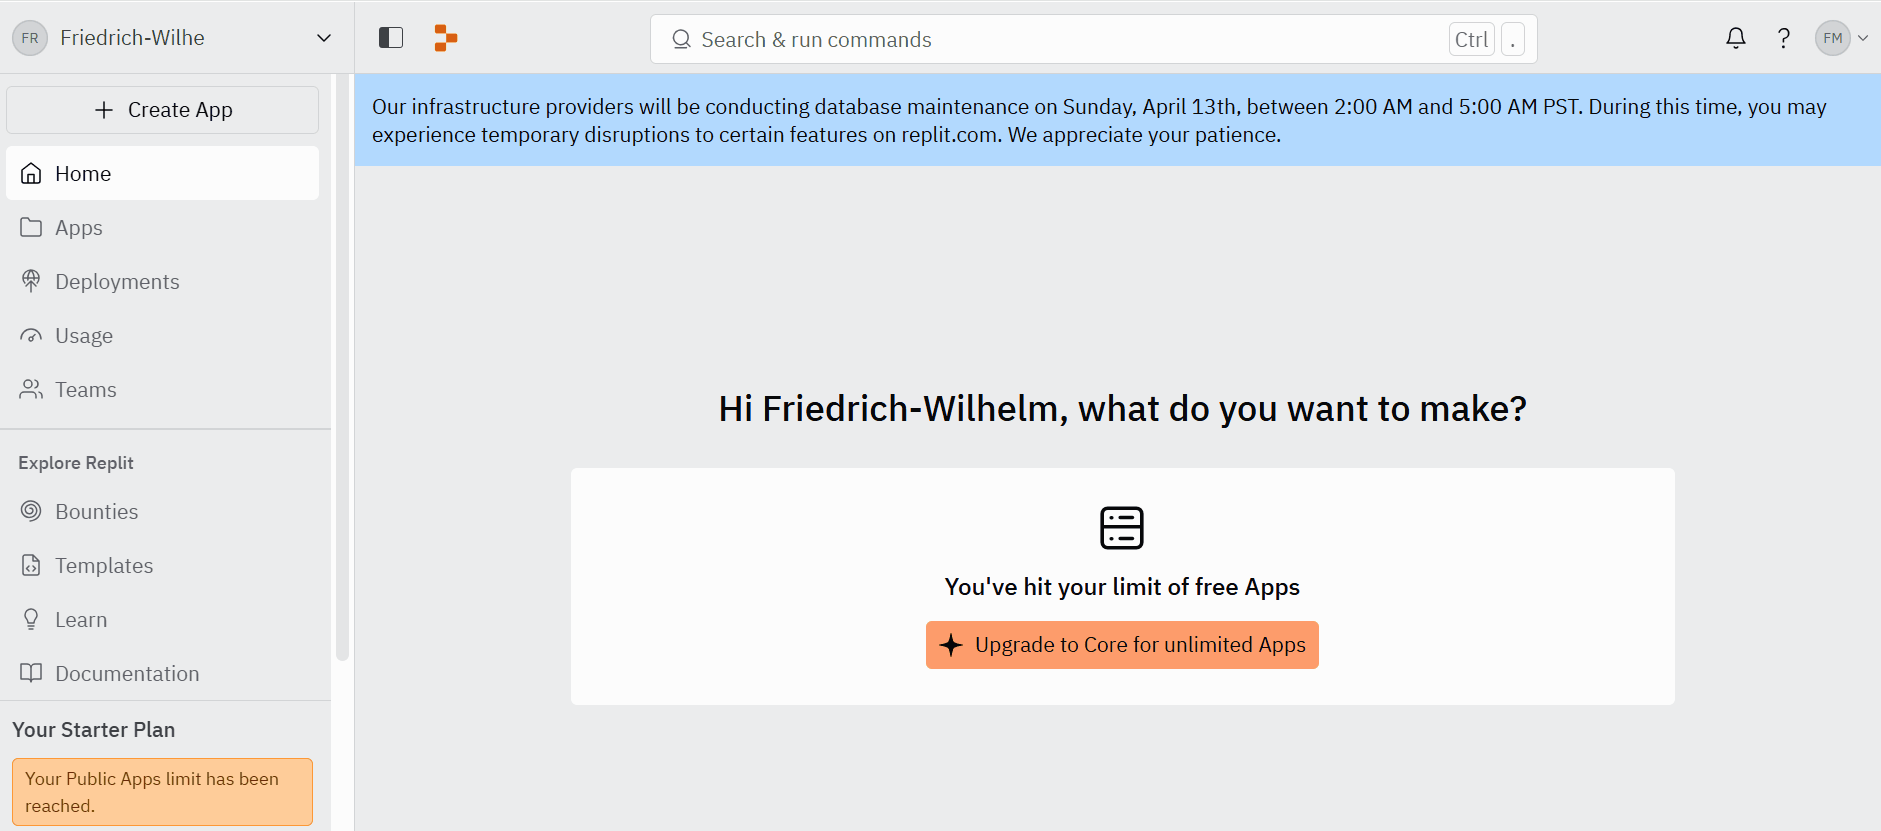 FR Friedrich-Wilhe
Search & run commands Ctrl .
? FM
Create App
Home
Apps
Deployments
Usage
Teams
Explore Replit
Bounties
Templates
Learn
Documentation
Your Starter Plan
Your Public Apps limit has been
reached.
Our infrastructure providers will be conducting database maintenance on Sunday, April 13th, between 2:00 AM and 5:00 AM PST. During this time, you may
experience temporary disruptions to certain features on replit.com. We appreciate your patience.
Hi Friedrich-Wilhelm, what do you want to make?
You've hit your limit of free Apps
Upgrade to Core for unlimited Apps